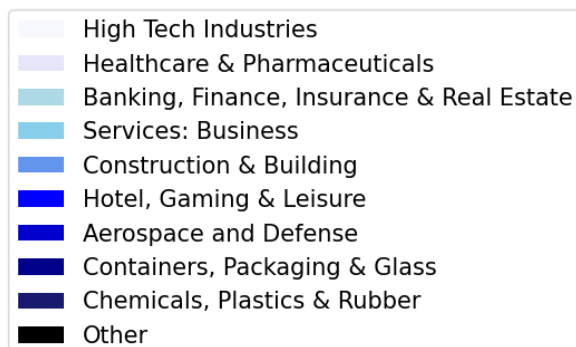 High Tech Industries
Healthcare & Pharmaceuticals
Banking, Finance, Insurance & Real Estate
Services: Business
Construction & Building
Hotel, Gaming & Leisure
Aerospace and Defense
Containers, Packaging & Glass
Chemicals, Plastics & Rubber
Other